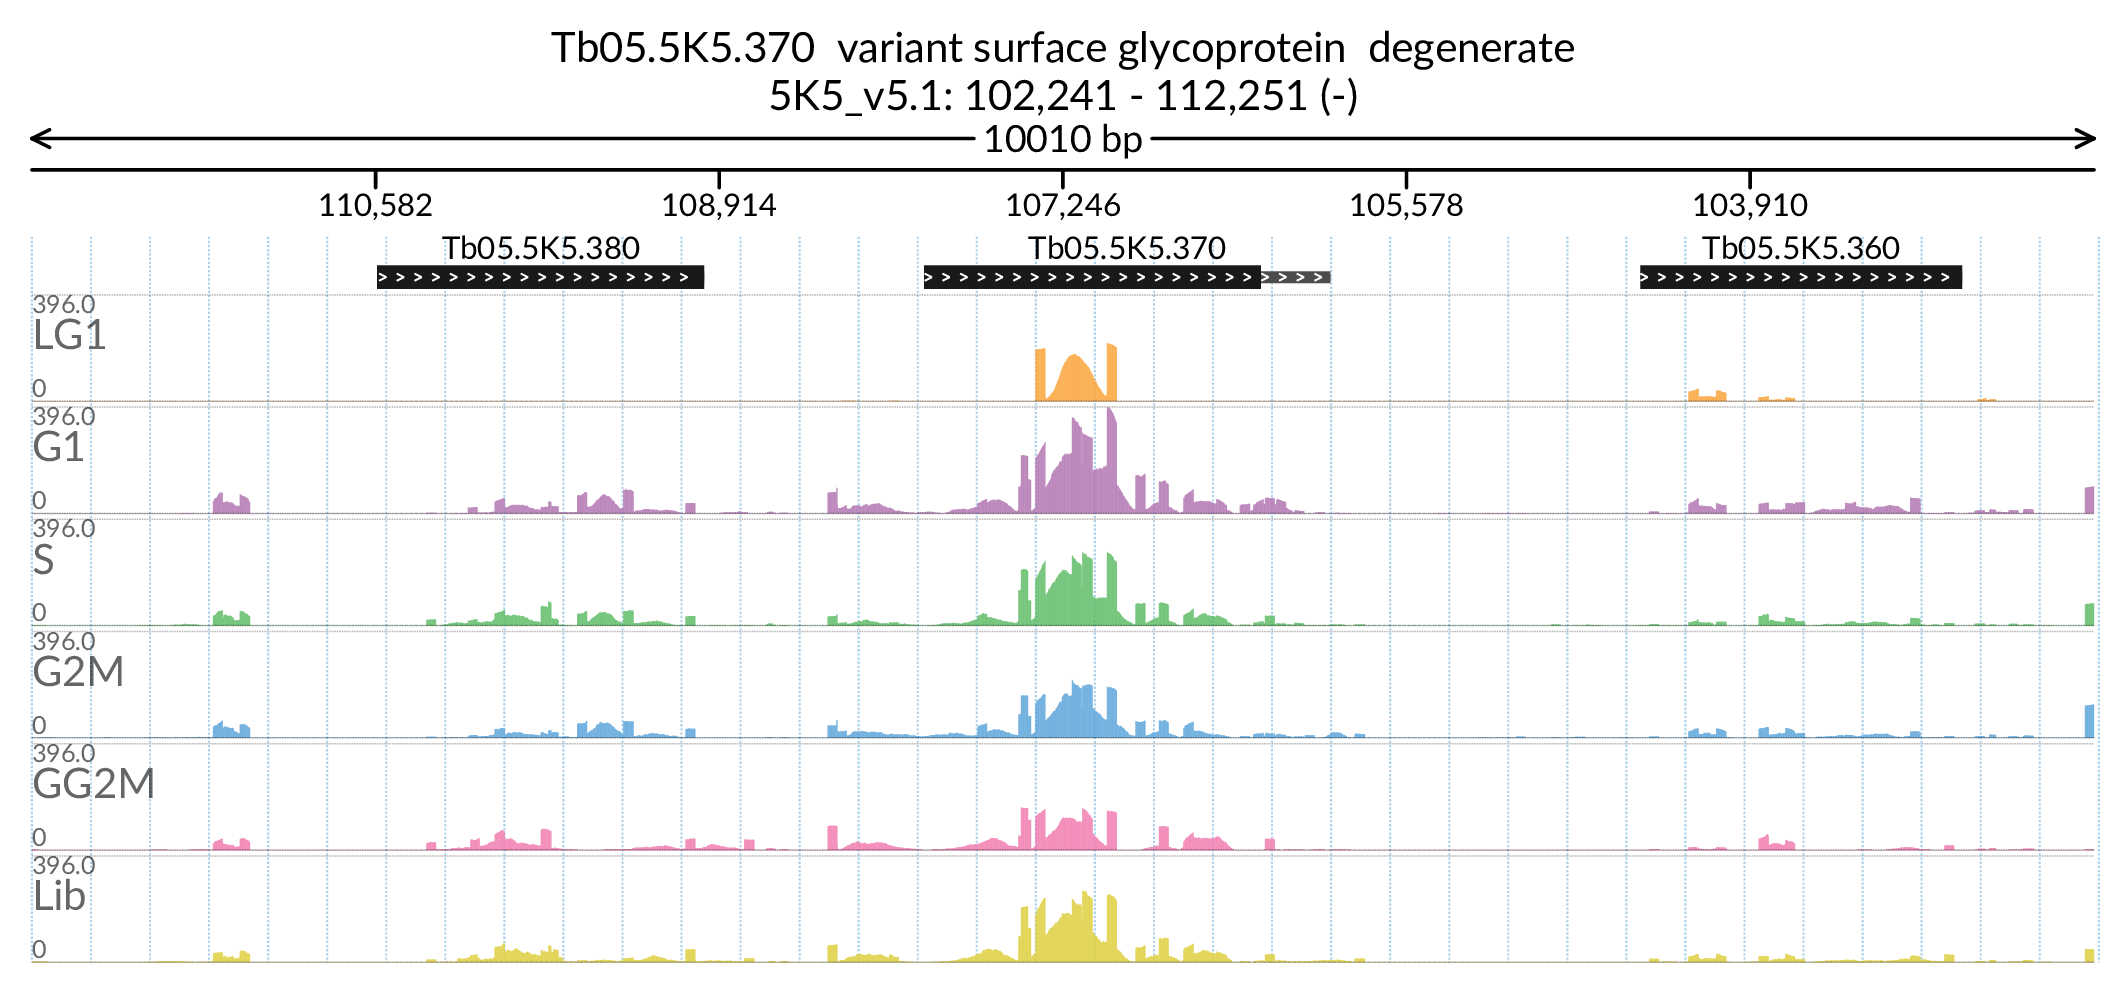 Tb05.5K5.370 variant surface glycoprotein degenerate
5K5_v5.1: 102,241 - 112,251 (-)
10010 bp
110,582 108,914 107,246 105,578 103,910
Tb05.5K5.380 Tb05.5K5.370 Tb05.5K5.360
396.0
LG1
0
396.0
G1
0
396.0
S
0
396.0
G2M
0
396.0
GG2M
0
396.0
Lib
0